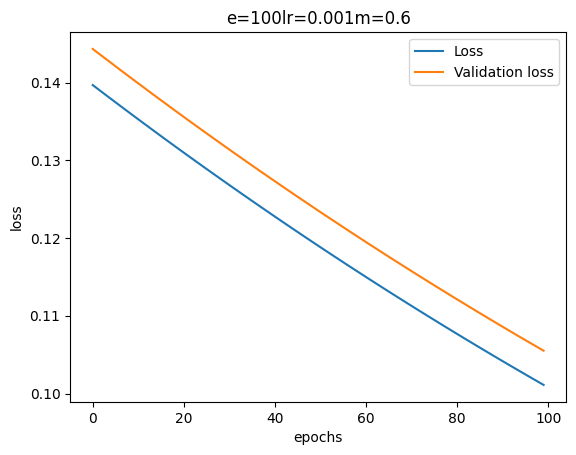 e=100lr=0.001m=0.6
Loss
Validation loss
0.14
0.13
0.12
0.11
0.10
loss
0 20 40 60 80 100
epochs